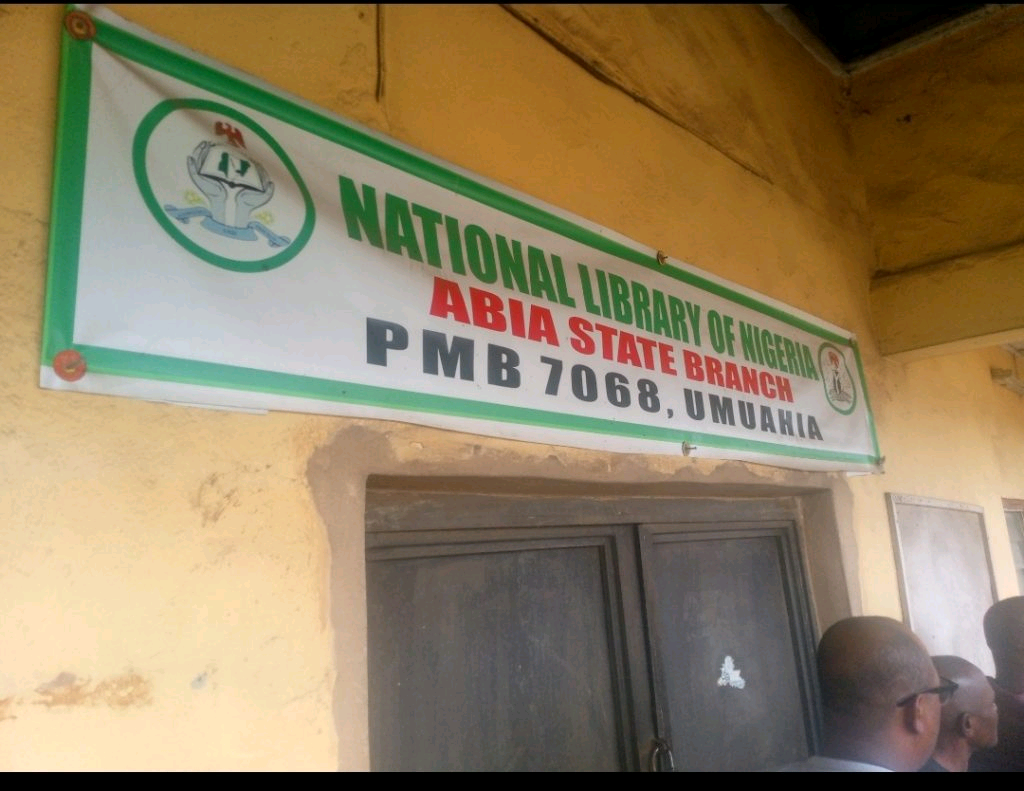 NATIONAL LIBRARY OF NIGERIA
ABIA STATE BRANCH
PMB 7068, UMUAHIA